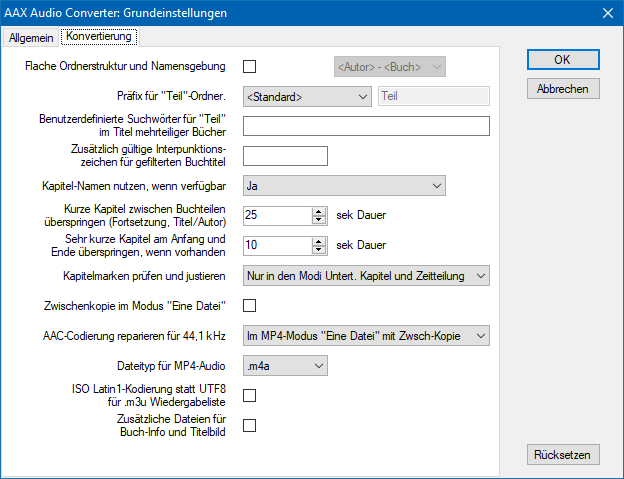 AAX Audio Converter: Grundeinstellungen
Allgemein
Konvertierung
Flache Ordnerstruktur und Namensgebung
<Autor> - <Buch>
OK
Präfix für "Teil"-Ordner.
<Standard>
Teil
Abbrechen
Benutzerdefinierte Suchwörter für "Teil"
im Titel mehrteiliger Bücher
Zusätzlich gültige Interpunktions-
zeichen für gefilterten Buchtitel
Kapitel-Namen nutzen, wenn verfügbar
Ja
Kurze Kapitel zwischen Buchteilen
überspringen (Fortsetzung, Titel/Autor)
25
sek Dauer
Sehr kurze Kapitel am Anfang und
Ende überspringen, wenn vorhanden
10
sek Dauer
Kapitelmarken prüfen und justieren
Nur in den Modi Untert. Kapitel und Zeitteilung
Zwischenkopie im Modus "Eine Datei"
AAC-Codierung reparieren für 44,1 kHz
Im MP4-Modus "Eine Datei" mit Zwsch-Kopie
Dateityp für MP4-Audio
.m4a
ISO Latin1-Kodierung statt UTF8
für .m3u Wiedergabeliste
Zusätzliche Dateien für
Buch-Info und Titelbild
Rücksetzen